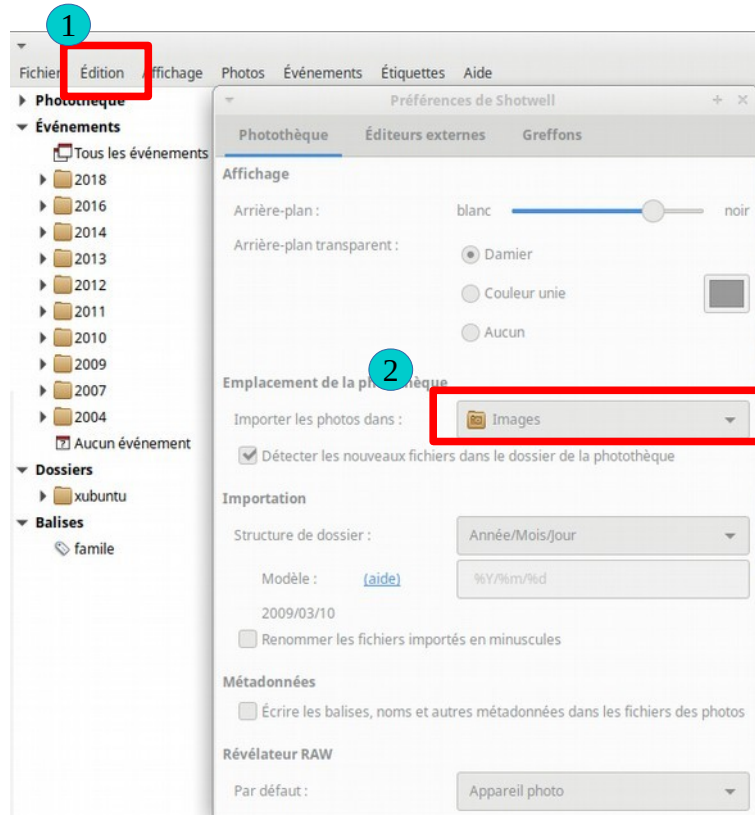 1
Fichier Édition Affichage Photos Événements Étiquettes Aide
Photothèque
Événements
Tous les événements
2018
2016
2014
2013
2012
2011
2010
2009
2007
2004
Aucun événement
Dossiers
xubuntu
Balises
famile
Préférences de Shotwell
Photothèque Éditeurs externes Greffons
Affichage
Arrière-plan : blanc noir
Arrière-plan transparent : Damier
Couleur unie
Aucun
2
Emplacement de la photothèque
Importer les photos dans : Images
Détecter les nouveaux fichiers dans le dossier de la photothèque
Importation
Structure de dossier : Année/Mois/Jour
Modèle : (aide) %Y/%m/%d
2009/03/10
Renommer les fichiers importés en minuscules
Métadonnées
Écrire les balises, noms et autres métadonnées dans les fichiers des photos
Révélateur RAW
Par défaut : Appareil photo